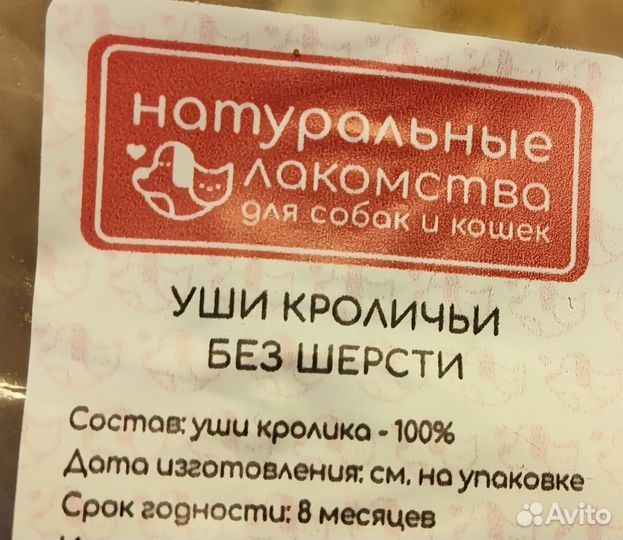 натуральные
лакомства
для собак и кошек
УШИ КРОЛИЧЬИ
БЕЗ ШЕРСТИ
Состав: уши кролика - 100%
Дата изготовления: см. на упаковке
Срок годности: 8 месяцев
Avito